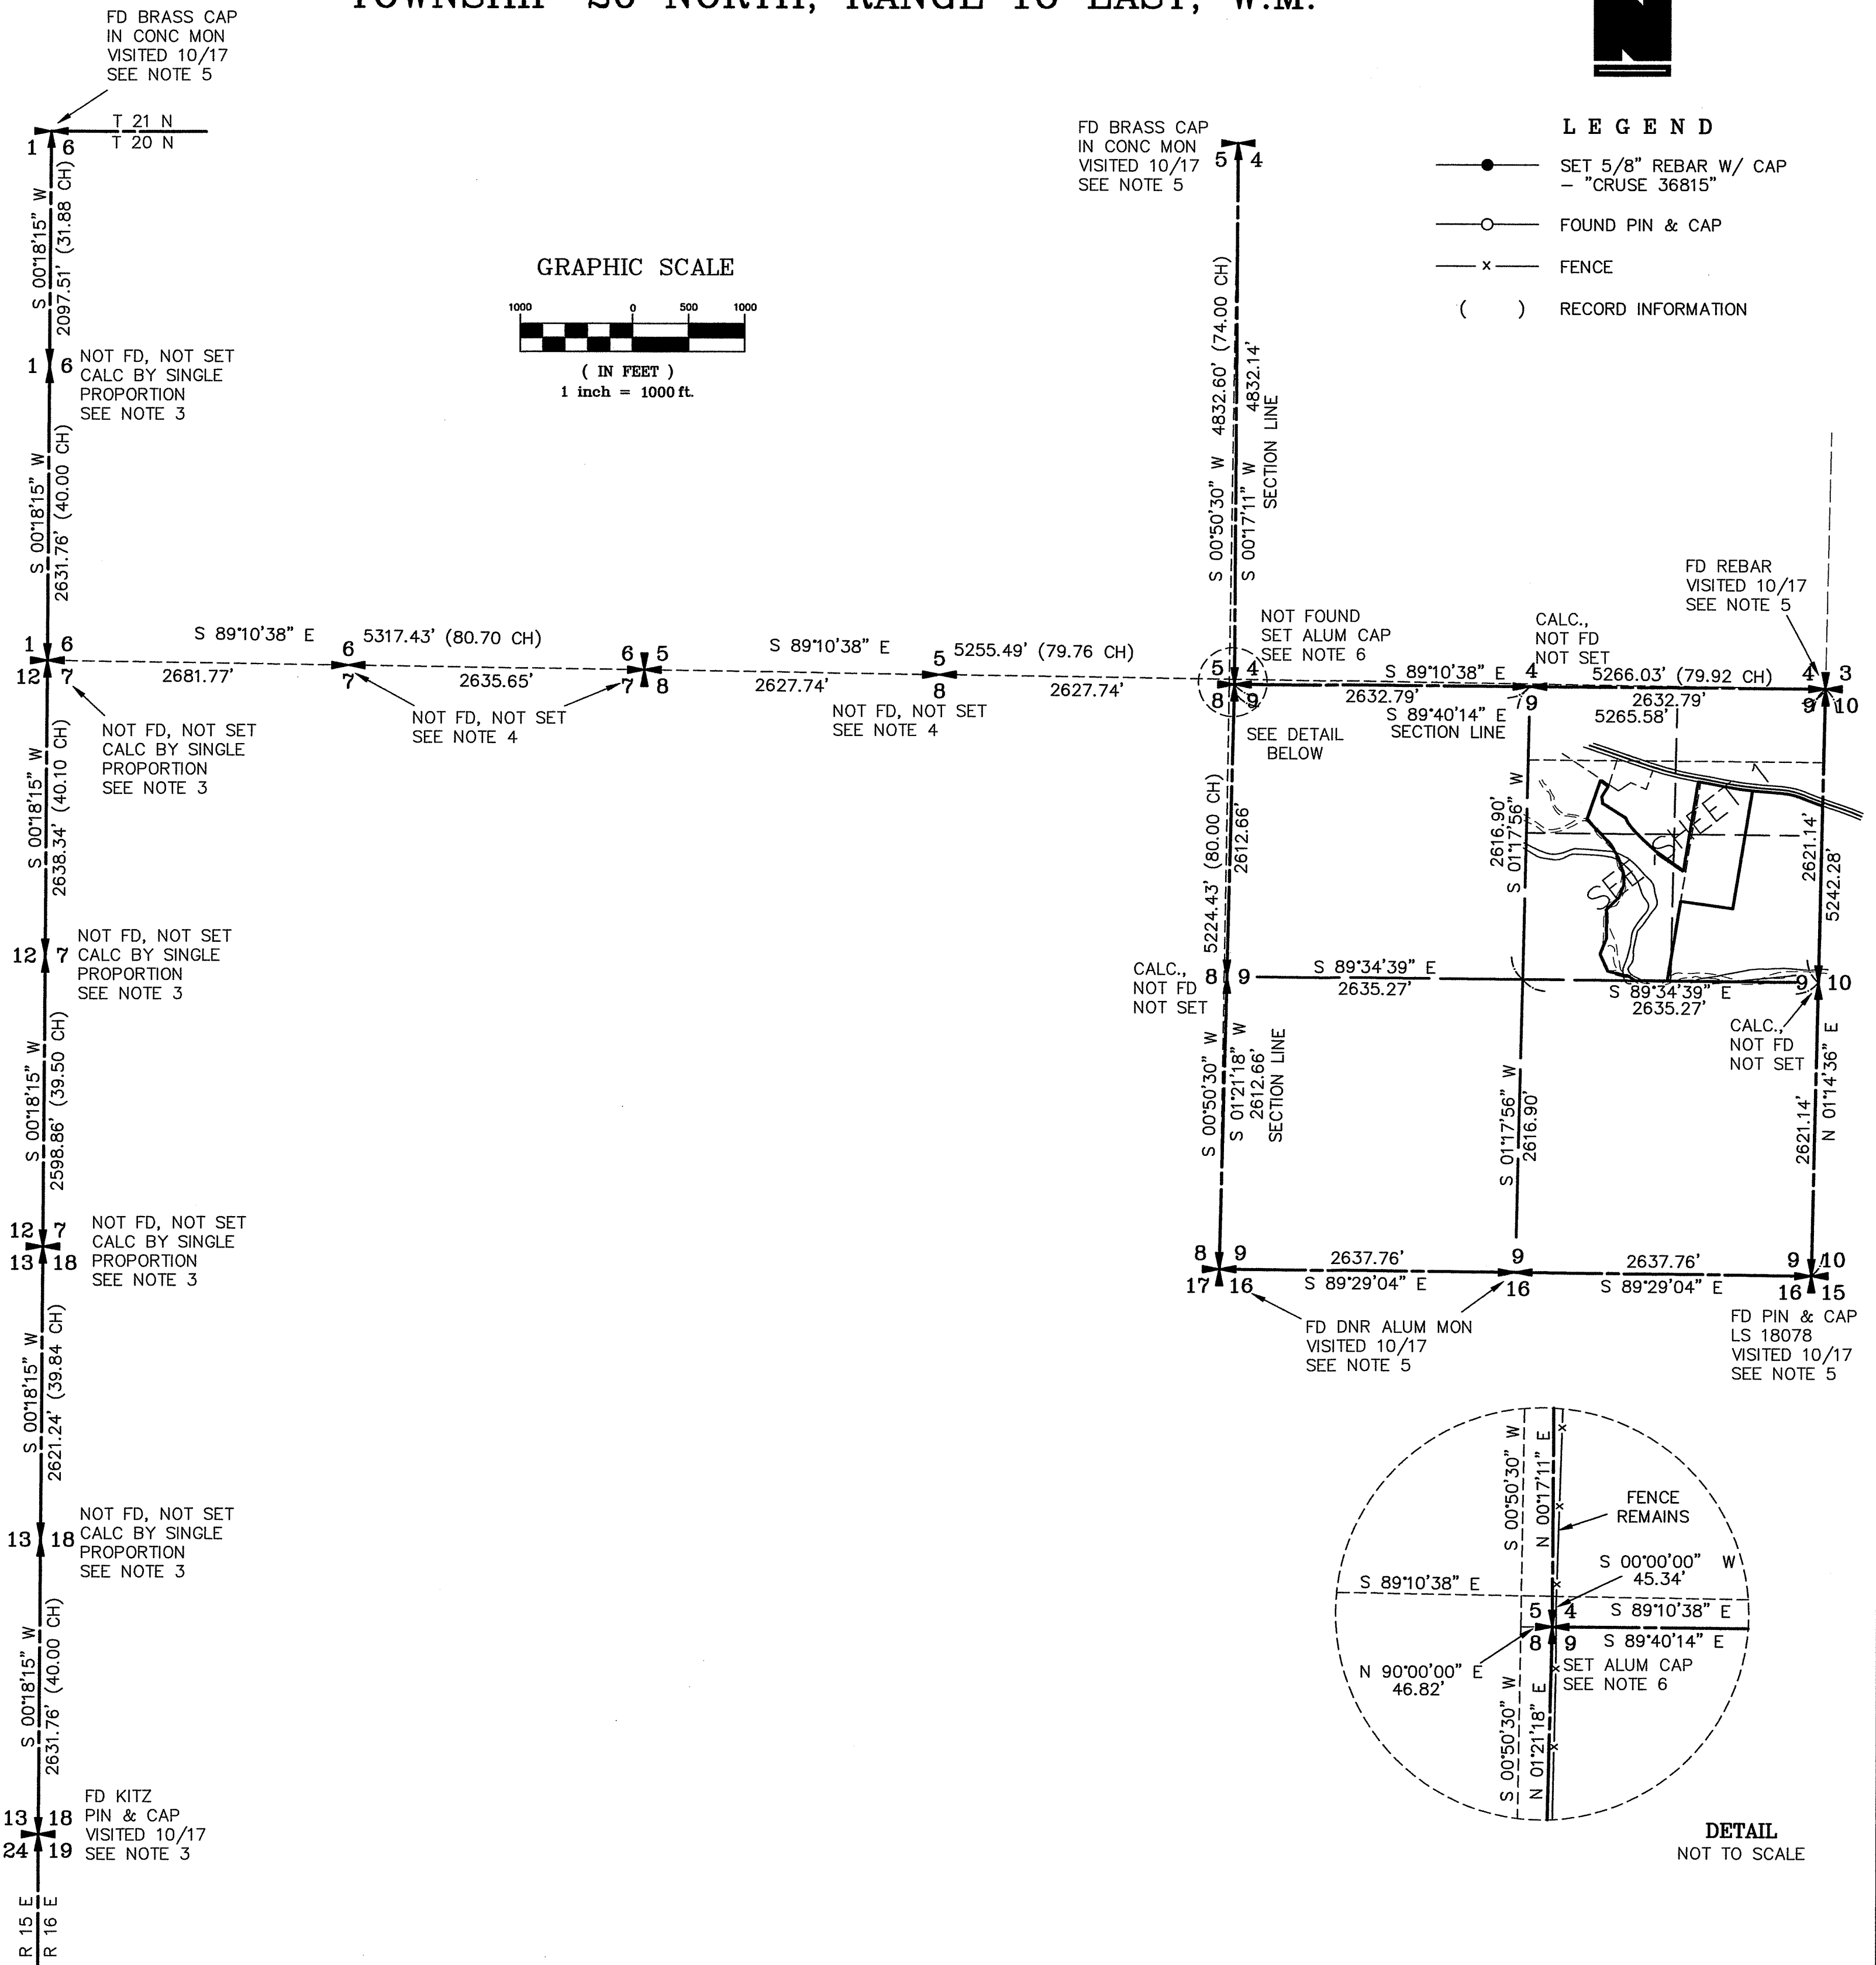 TOWNSHIP 20 NORTH, RANGE 16 EAST, W.M.
FD BRASS CAP
IN CONC MON
VISITED 10/17
SEE NOTE 5
T 21 N
T 20 N
1 6
S 00°18'15" W
2097.51' (31.88 CH)
1 6
NOT FD, NOT SET
CALC BY SINGLE
PROPORTION
SEE NOTE 3
S 00°18'15" W
2631.76' (40.00 CH)
GRAPHIC SCALE
1000 0 500 1000
( IN FEET )
1 inch = 1000 ft.
FD BRASS CAP
IN CONC MON
VISITED 10/17
SEE NOTE 5
5 4
S 00°50'30" W 4832.60' (74.00 CH)
S 00°17'11" W 4832.14'
SECTION LINE
LEGEND
SET 5/8" REBAR W/ CAP
– "CRUSE 36815"
FOUND PIN & CAP
x
FENCE
( ) RECORD INFORMATION
1 6
12 7
S 89°10'38" E 5317.43' (80.70 CH)
2681.77'
6
7
2635.65'
6 5
7 8
S 89°10'38" E 5255.49' (79.76 CH)
2627.74'
5
8
2627.74'
NOT FD, NOT SET
CALC BY SINGLE
PROPORTION
SEE NOTE 3
NOT FD, NOT SET
SEE NOTE 4
NOT FD, NOT SET
SEE NOTE 4
NOT FOUND
SET ALUM CAP
SEE NOTE 6
5 4
8 9
SEE DETAIL
BELOW
CALC.,
NOT FD
NOT SET
FD REBAR
VISITED 10/17
SEE NOTE 5
S 89°10'38" E 5266.03' (79.92 CH)
2632.79'
4
9
2632.79'
S 89°40'14" E 5265.58'
SECTION LINE
4 3
9 10
S 00°18'15" W
2638.34' (40.10 CH)
12 7
NOT FD, NOT SET
CALC BY SINGLE
PROPORTION
SEE NOTE 3
S 00°18'15" W
2598.86' (39.50 CH)
12 7
13 18
NOT FD, NOT SET
CALC BY SINGLE
PROPORTION
SEE NOTE 3
S 00°18'15" W
2621.24' (39.84 CH)
13 18
NOT FD, NOT SET
CALC BY SINGLE
PROPORTION
SEE NOTE 3
S 00°18'15" W
2631.76' (40.00 CH)
13 18
24 19
FD KITZ
PIN & CAP
VISITED 10/17
SEE NOTE 3
R 15 E
R 16 E
5224.43' (80.00 CH)
2612.66'
2616.90'
S 01°17'56" W
SEE SHEET 1
2621.14'
5242.28'
CALC.,
NOT FD
NOT SET
8 9
S 89°34'39" E
2635.27'
S 89°34'39" E
2635.27'
9 10
CALC.,
NOT FD
NOT SET
S 00°50'30" W
S 01°21'18" W
2612.66'
SECTION LINE
S 01°17'56" W
2616.90'
2621.14'
N 01°14'36" E
8 9
17 16
2637.76'
S 89°29'04" E
9
16
2637.76'
S 89°29'04" E
9 10
16 15
FD DNR ALUM MON
VISITED 10/17
SEE NOTE 5
FD PIN & CAP
LS 18078
VISITED 10/17
SEE NOTE 5
S 00°50'30" W
N 00°17'11" E
x
x
FENCE
REMAINS
S 00°00'00" W
45.34'
S 89°10'38" E
x
5 4
S 89°10'38" E
8 9
S 89°40'14" E
N 90°00'00" E
46.82'
SET ALUM CAP
SEE NOTE 6
x
S 00°50'30" W
N 01°21'18" E
x
DETAIL
NOT TO SCALE